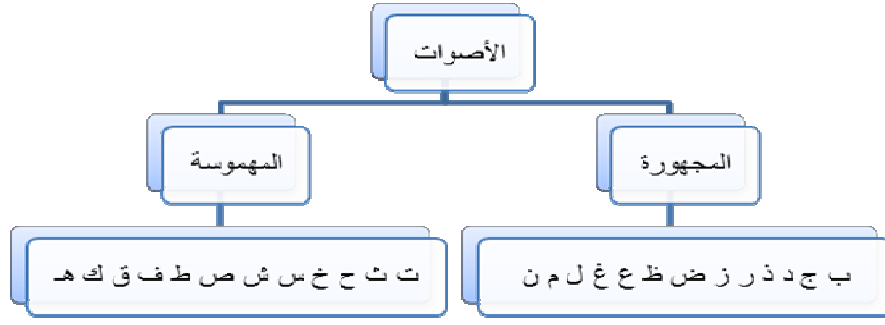 الأصوات
المجهورة
المهموسة
ب ج د ذ ر ز ض ظ ع غ ل م ن
ت ث ح خ س ش ص ط ف ق ك هـ